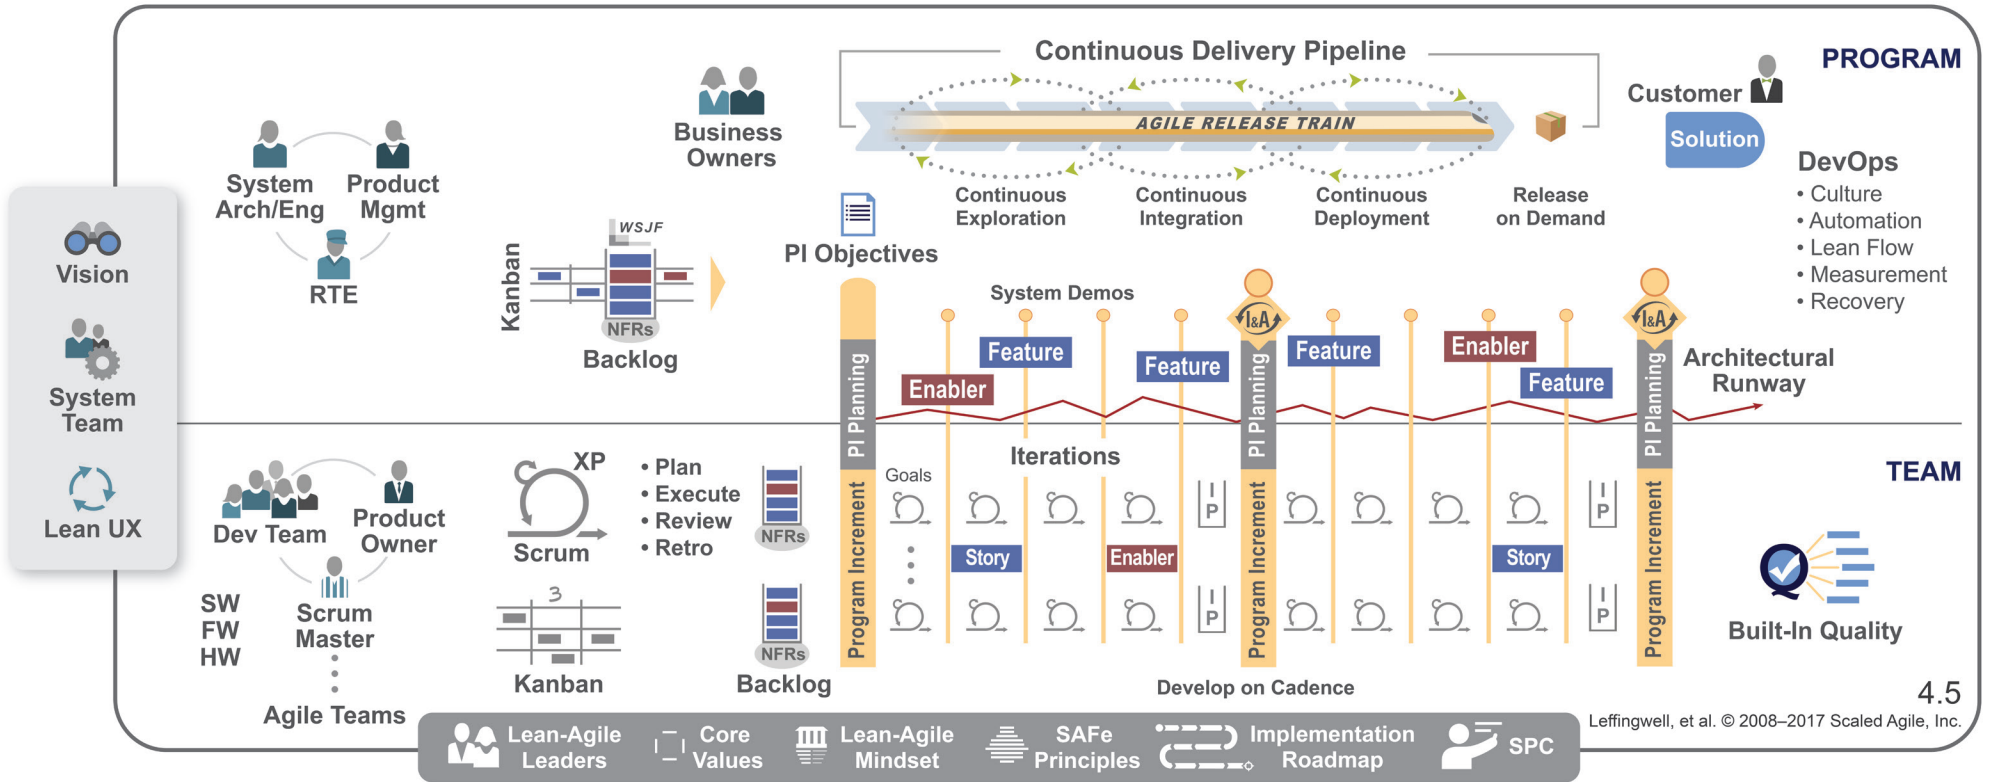 PROGRAM
Continuous Delivery Pipeline
AGILE RELEASE TRAIN
Continuous
Exploration
Continuous
Integration
Continuous
Deployment
Release
on Demand
Customer
Solution
DevOps
• Culture
• Automation
• Lean Flow
• Measurement
• Recovery
Business
Owners
System
Arch/Eng
Product
Mgmt
RTE
Vision
System
Team
Lean UX
Kanban
WSJF
NFRs
Backlog
PI Objectives
System Demos
PI Planning
Enabler
Feature
Feature
I&A
PI Planning
Feature
Enabler
Feature
I&A
PI Planning
Architectural
Runway
TEAM
Dev Team
Product
Owner
Scrum
Master
SW
FW
HW
Agile Teams
XP
Scrum
• Plan
• Execute
• Review
• Retro
3
Kanban
NFRs
NFRs
Backlog
Program Increment
Iterations
Goals
Story
Enabler
I
P
I
P
Program Increment
Story
I
P
I
P
Program Increment
Develop on Cadence
Built-In Quality
4.5
Leffingwell, et al. © 2008–2017 Scaled Agile, Inc.
Lean-Agile
Leaders
Core
Values
Lean-Agile
Mindset
SAFe
Principles
Implementation
Roadmap
SPC